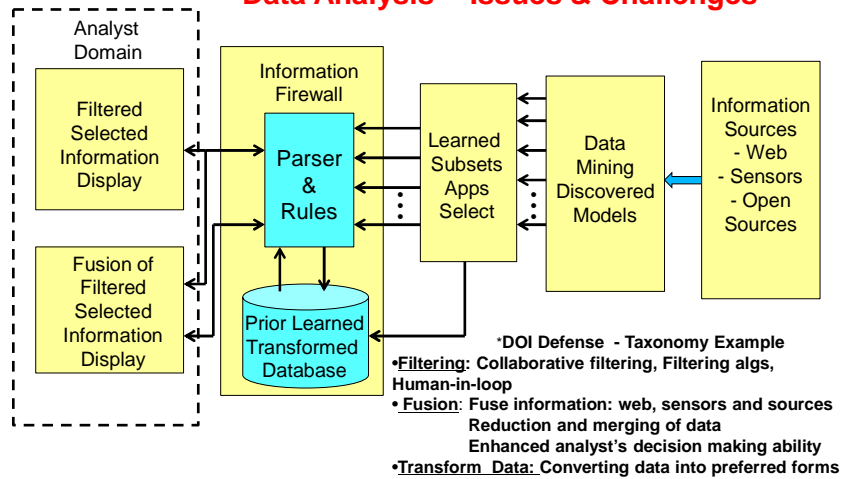 Data Analysis – Issues & Challenges
Analyst
Domain
Filtered
Selected
Information
Display
Fusion of
Filtered
Selected
Information
Display
Information
Firewall
Parser
&
Rules
Prior Learned
Transformed
Database
Learned
Subsets
Apps
Select
Data
Mining
Discovered
Models
Information
Sources
- Web
- Sensors
- Open
Sources
*DOI Defense - Taxonomy Example
•Filtering: Collaborative filtering, Filtering algs,
Human-in-loop
• Fusion: Fuse information: web, sensors and sources
Reduction and merging of data
Enhanced analyst's decision making ability
•Transform Data: Converting data into preferred forms